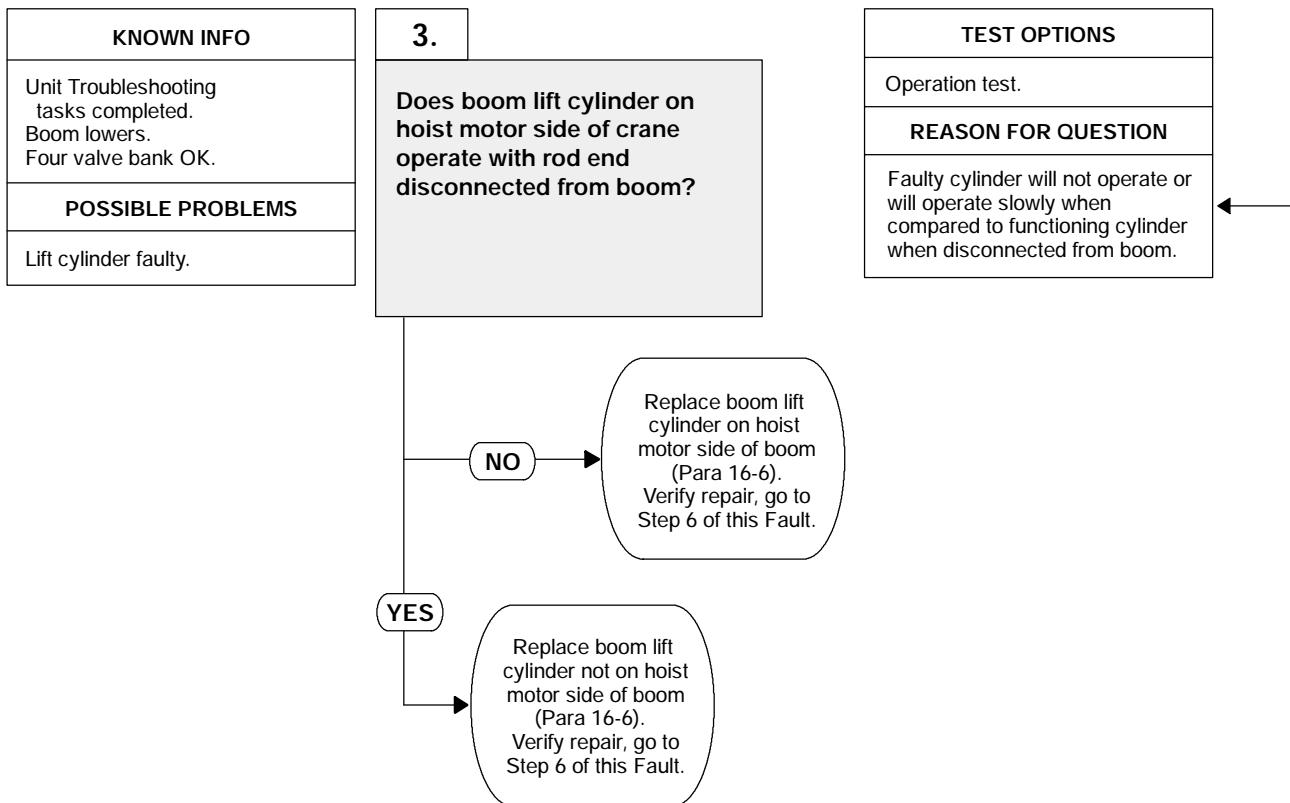 KNOWN INFO
Unit Troubleshooting
tasks completed.
Boom lowers.
Four valve bank OK.
POSSIBLE PROBLEMS
Lift cylinder faulty.
3.
Does boom lift cylinder on
hoist motor side of crane
operate with rod end
disconnected from boom?
TEST OPTIONS
Operation test.
REASON FOR QUESTION
Faulty cylinder will not operate or
will operate slowly when
compared to functioning cylinder
when disconnected from boom.
NO
Replace boom lift
cylinder on hoist
motor side of boom
(Para 16-6).
Verify repair, go to
Step 6 of this Fault.
YES
Replace boom lift
cylinder not on hoist
motor side of boom
(Para 16-6).
Verify repair, go to
Step 6 of this Fault.